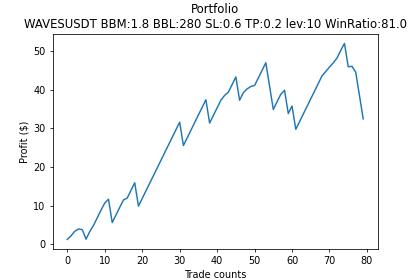 Portfolio
WAVESUSDT BBM:1.8 BBL:280 SL:0.6 TP:0.2 lev:10 WinRatio:81.0
Profit ($)
50
40
30
20
10
0
0 10 20 30 40 50 60 70 80
Trade counts